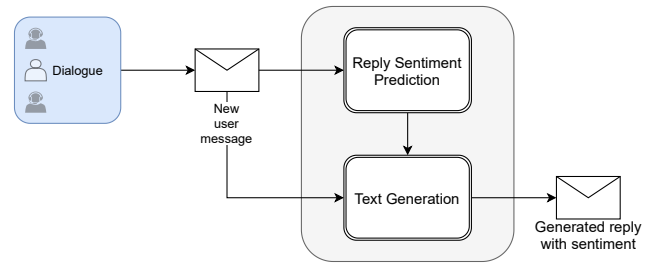 Dialogue
New
user
message
Reply Sentiment
Prediction
Text Generation
Generated reply
with sentiment